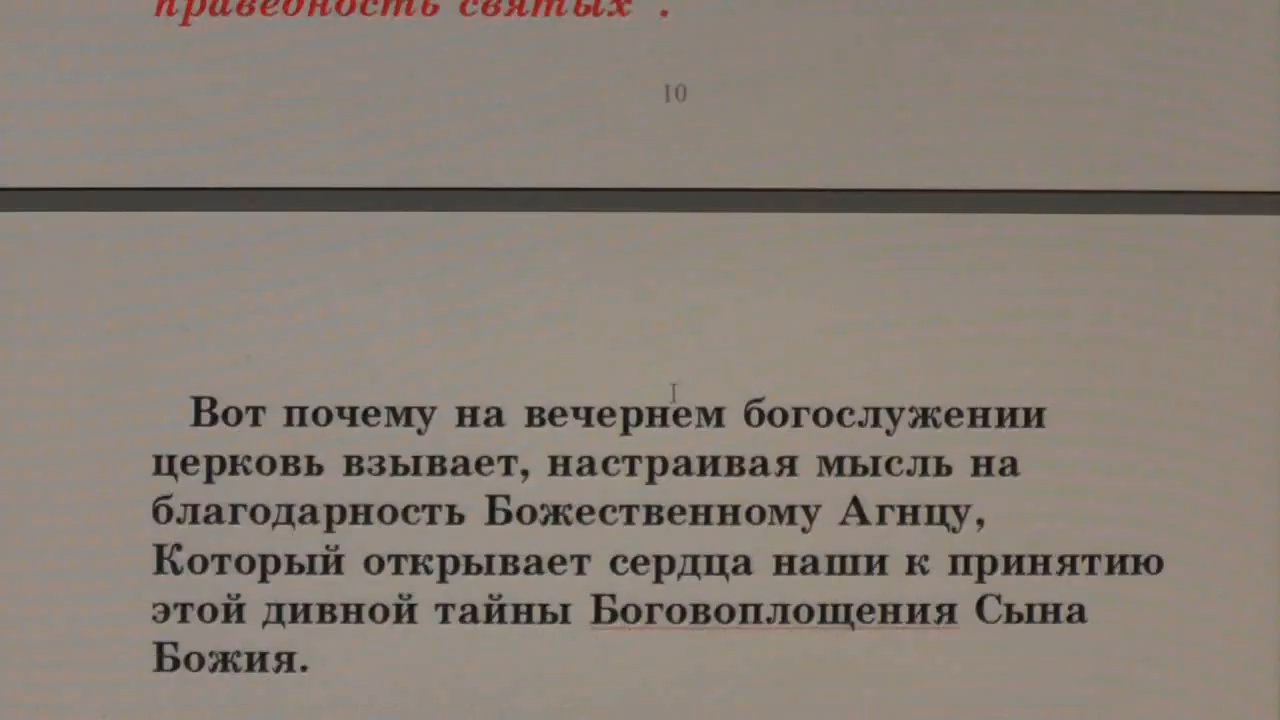 праведность святых".
10
Вот почему на вечернем богослужении
церковь взывает, настраивая мысль на
благодарность Божественному Агнцу,
Который открывает сердца наши к принятию
этой дивной тайны Боговоплощения Сына
Божия.